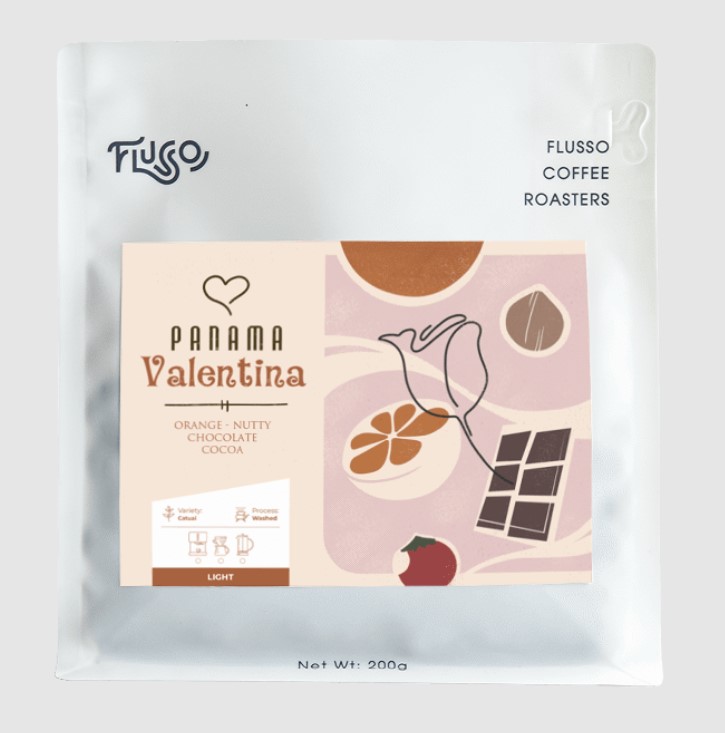 FLUSSO
FLUSSO
COFFEE
ROASTERS
PANAMA
Valentina
ORANGE · NUTTY
CHOCOLATE
COCOA
Variety:
Catuai
Process:
Washed
LIGHT
Net Wt: 200g